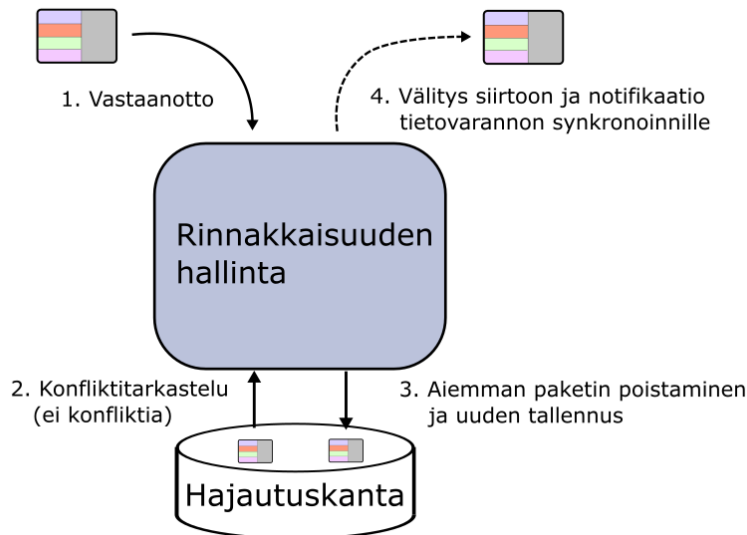 1. Vastaanotto
4. Välitys siirtoon ja notifikaatio
tietovarannon synkronoinnille
Rinnakkaisuuden
hallinta
2. Konfliktitarkastelu
(ei konfliktia)
3. Aiemman paketin poistaminen
ja uuden tallennus
Hajautuskanta